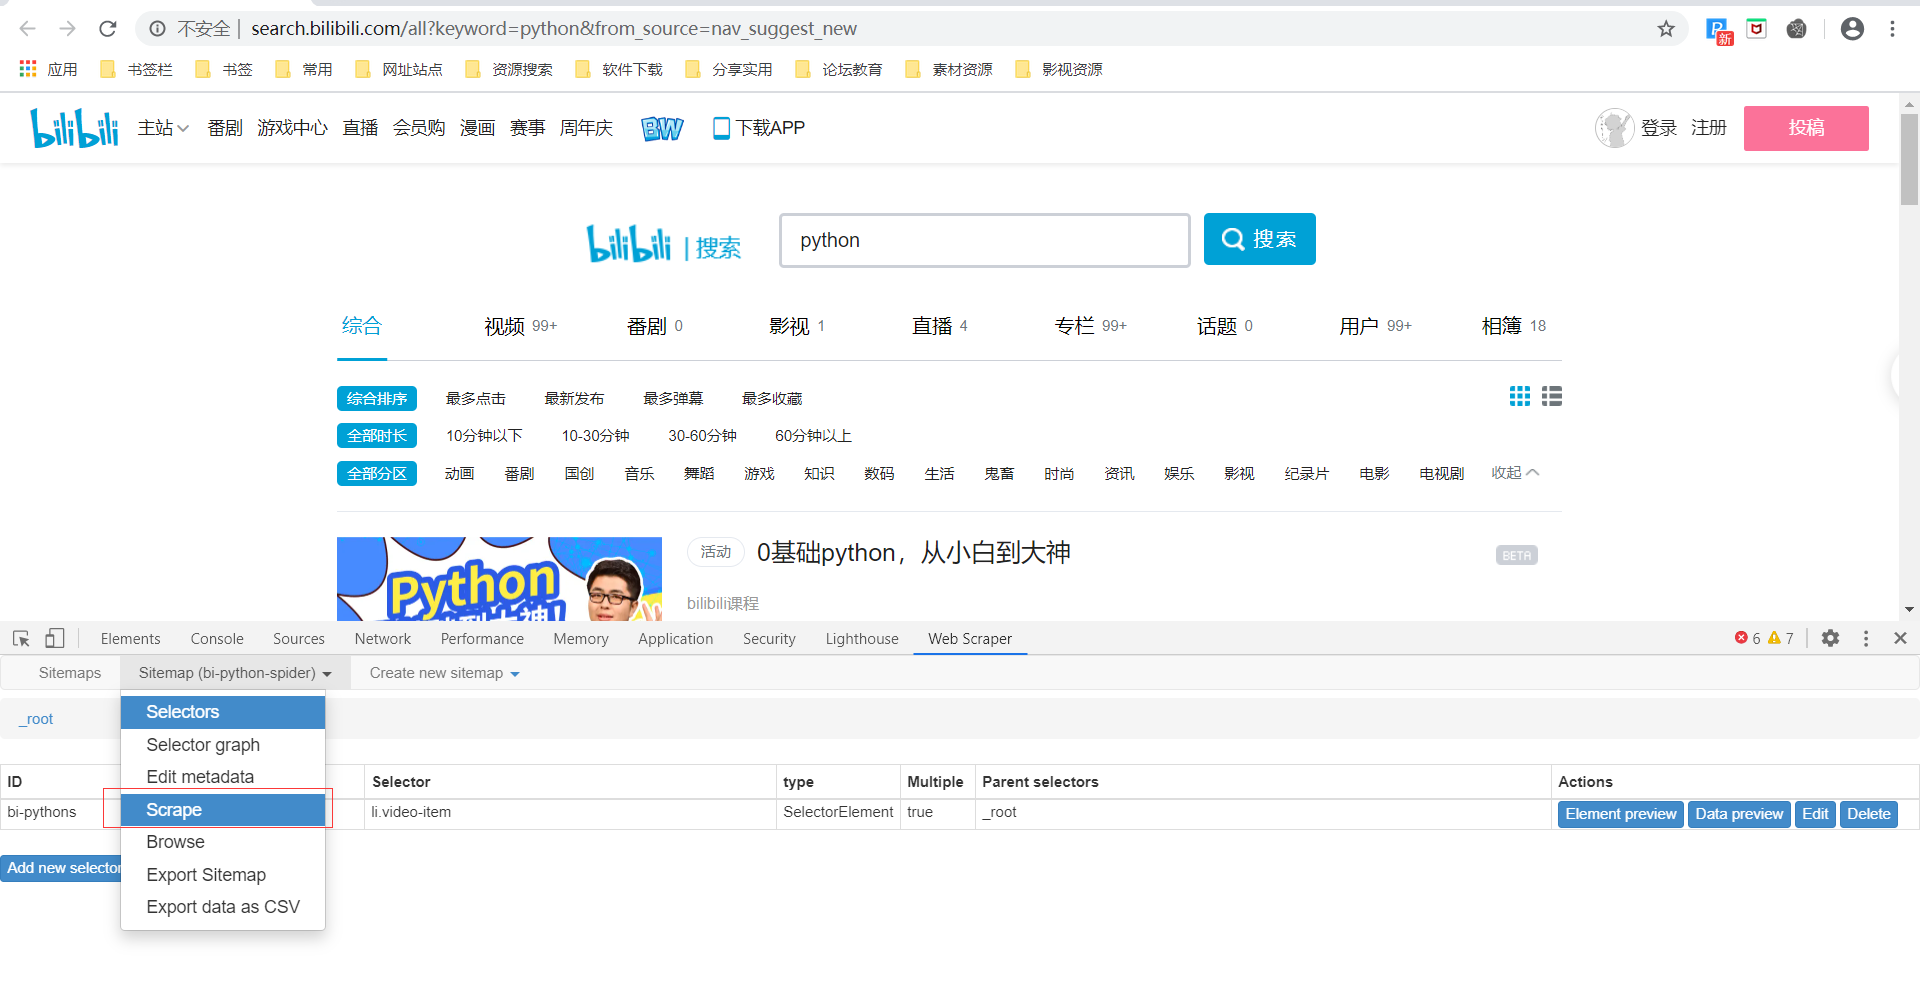 不安全 | search.bilibili.com/all?keyword=python&from_source=nav_suggest_new
新
应用 书签栏 书签 常用 网址站点 资源搜索 软件下载 分享实用 论坛教育 素材资源 影视资源
bilibili 主站 番剧 游戏中心 直播 会员购 漫画 赛事 周年庆 BW 下载APP 登录 注册 投稿
bilibili | 搜索 python 搜索
综合 视频 99+ 番剧 0 影视 1 直播 4 专栏 99+ 话题 0 用户 99+ 相簿 18
综合排序 最多点击 最新发布 最多弹幕 最多收藏
全部时长 10分钟以下 10-30分钟 30-60分钟 60分钟以上
全部分区 动画 番剧 国创 音乐 舞蹈 游戏 知识 数码 生活 鬼畜 时尚 资讯 娱乐 影视 纪录片 电影 电视剧 收起
活动 0基础python，从小白到大神 BETA
Python
bilibili课程
Elements Console Sources Network Performance Memory Application Security Lighthouse Web Scraper 6 7
Sitemaps Sitemap (bi-python-spider) Create new sitemap
Selectors
_root
Selector graph
Edit metadata
ID Selector type Multiple Parent selectors Actions
Scrape
bi-pythons li.video-item SelectorElement true _root Element preview Data preview Edit Delete
Browse
Add new selector
Export Sitemap
Export data as CSV